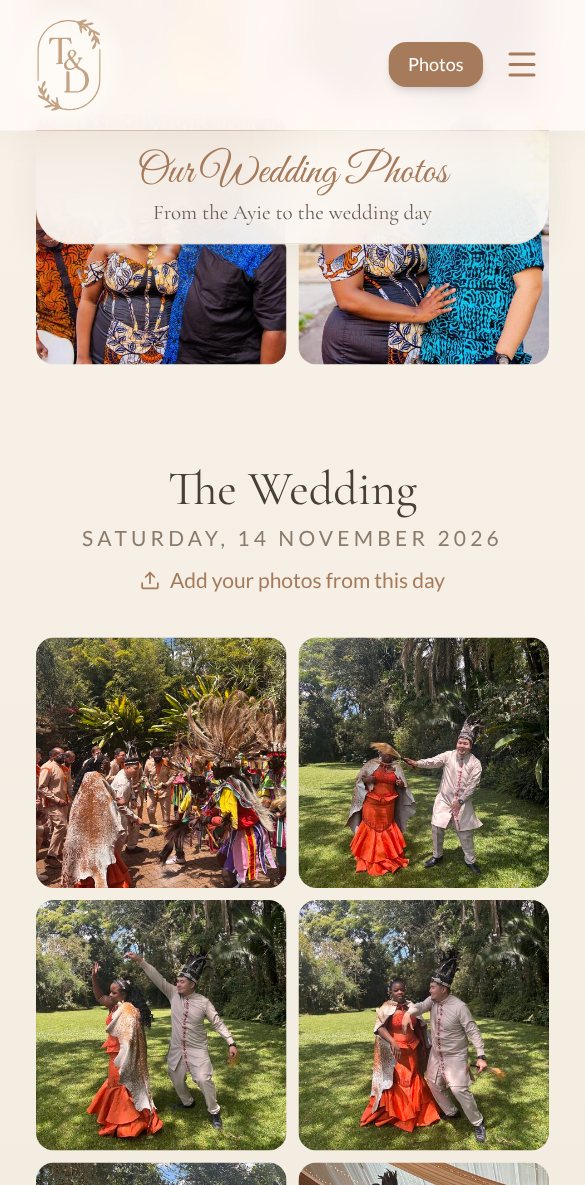 T&D
Photos
Our Wedding Photos
From the Ayie to the wedding day
The Wedding
SATURDAY, 14 NOVEMBER 2026
Add your photos from this day